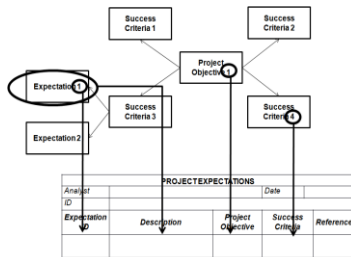 Success
Criteria 1
Success
Criteria 2
Project
Objective 1
Expectation 1
Success
Criteria 3
Success
Criteria 4
Expectation 2
PROJECT EXPECTATIONS
Analyst
Date
ID
Expectation
ID
Description
Project
Objective
Success
Criteria
Reference